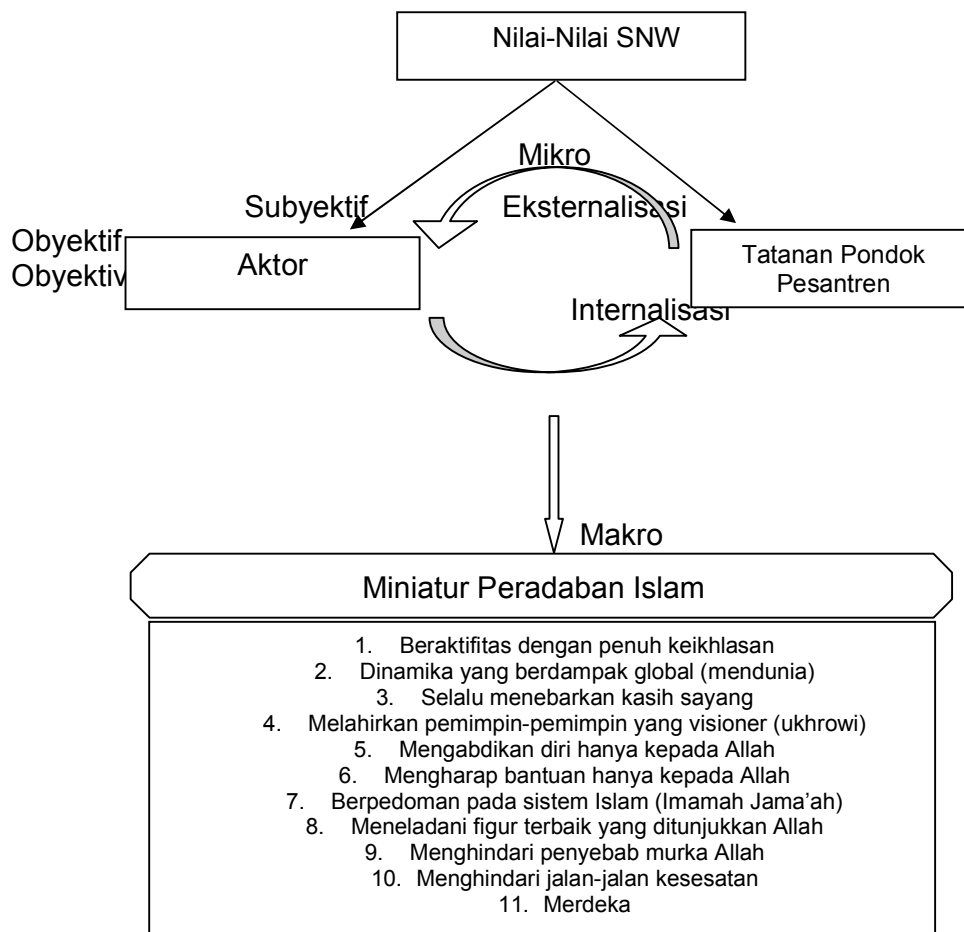 Nilai-Nilai SNW
Mikro
Subyektif
Eksternalisasi
Obyektif
Obyektiv
Aktor
Tatanan Pondok
Pesantren
Internalisasi
Makro
Miniatur Peradaban Islam
1. Beraktifitas dengan penuh keikhlasan
2. Dinamika yang berdampak global (mendunia)
3. Selalu menebarkan kasih sayang
4. Melahirkan pemimpin-pemimpin yang visioner (ukhrowi)
5. Mengabdikan diri hanya kepada Allah
6. Mengharap bantuan hanya kepada Allah
7. Berpedoman pada sistem Islam (Imamah Jama’ah)
8. Meneladani figur terbaik yang ditunjukkan Allah
9. Menghindari penyebab murka Allah
10. Menghindari jalan-jalan kesesatan
11. Merdeka